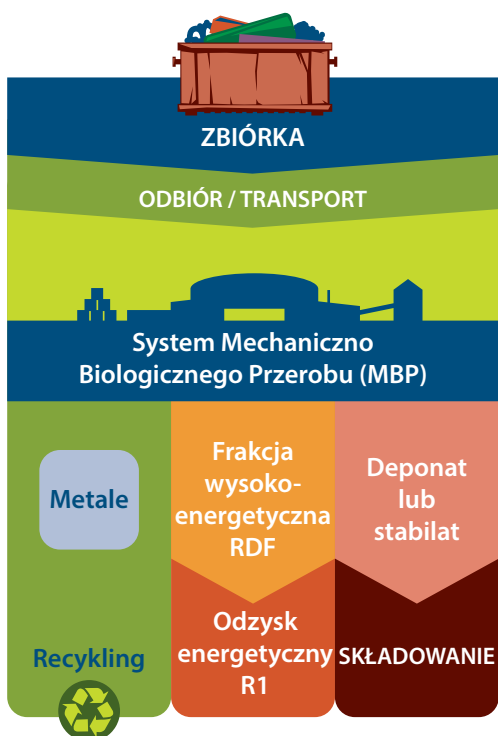 ZBIÓRKA
ODBIÓR / TRANSPORT
System Mechaniczno
Biologicznego Przerobu (MBP)
Metale
Recykling
Frakcja
wysoko-
energetyczna
RDF
Odzysk
energetyczny
R1
Deponat
lub
stabilat
SKŁADOWANIE